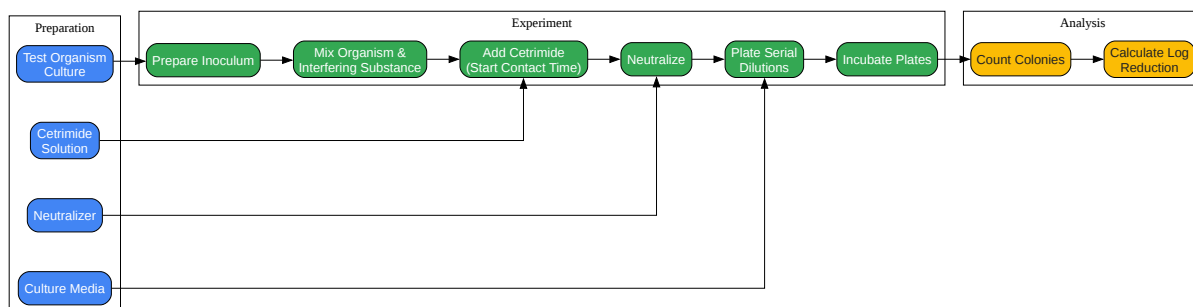 Preparation
Test Organism
Culture
Cetrimide
Solution
Neutralizer
Culture Media
Experiment
Prepare Inoculum
Mix Organism &
Interfering Substance
Add Cetrimide
(Start Contact Time)
Neutralize
Plate Serial
Dilutions
Incubate Plates
Analysis
Count Colonies
Calculate Log
Reduction